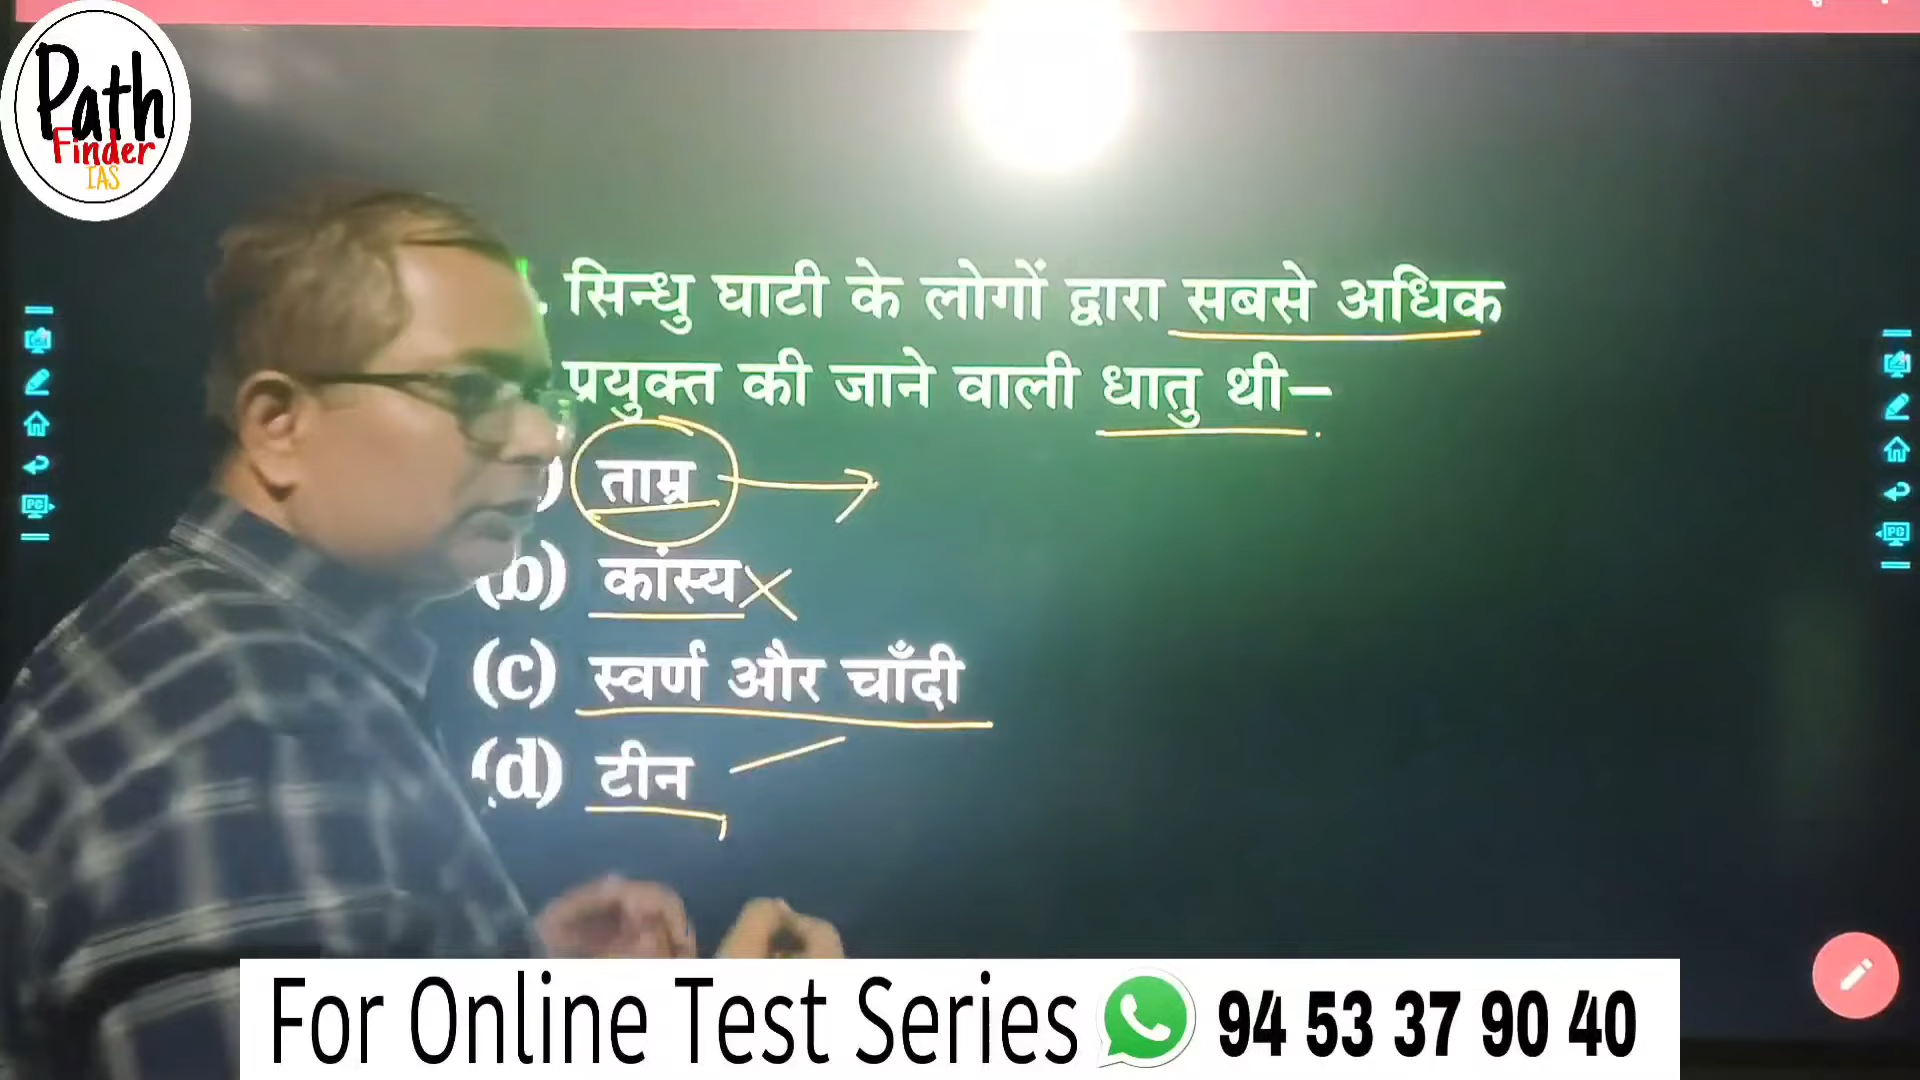 Path
Finder
IAS
. सिन्धु घाटी के लोगों द्वारा सबसे अधिक
प्रयुक्त की जाने वाली धातु थी–
) ताम्र
(b) कांस्य
(c) स्वर्ण और चाँदी
(d) टीन
For Online Test Series 94 53 37 90 40